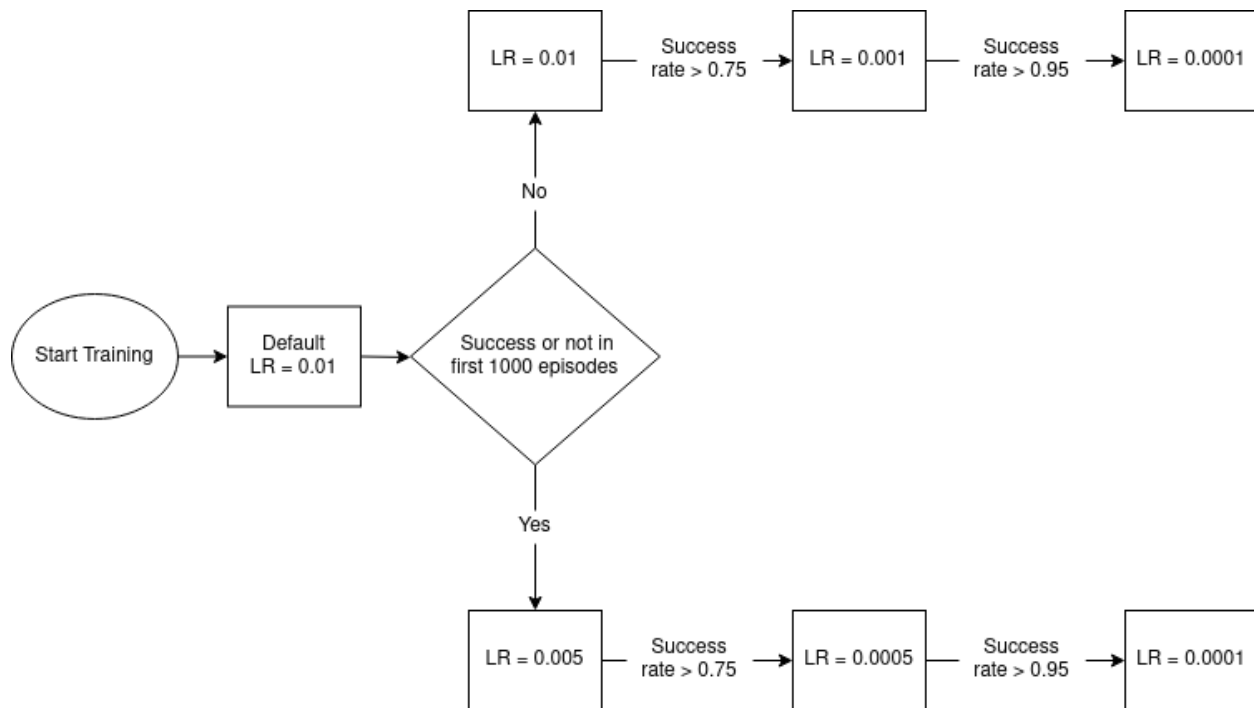 LR = 0.01
Success
rate > 0.75
LR = 0.001
Success
rate > 0.95
LR = 0.0001
No
Start Training
Default
LR = 0.01
Success or not in
first 1000 episodes
Yes
LR = 0.005
Success
rate > 0.75
LR = 0.0005
Success
rate > 0.95
LR = 0.0001